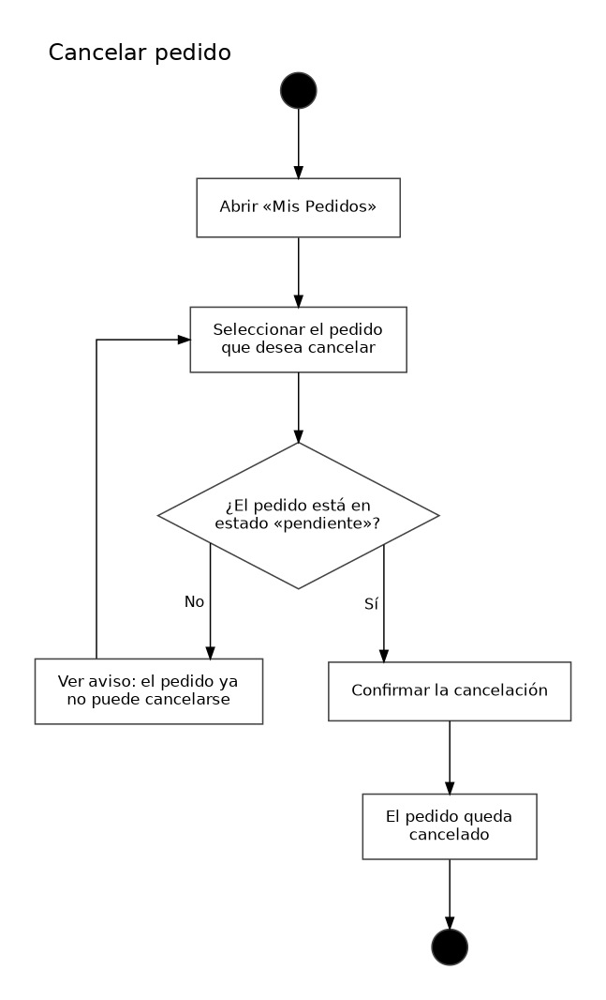 Cancelar pedido
Abrir «Mis Pedidos»
Seleccionar el pedido
que desea cancelar
¿El pedido está en
estado «pendiente»?
No
Sí
Ver aviso: el pedido ya
no puede cancelarse
Confirmar la cancelación
El pedido queda
cancelado